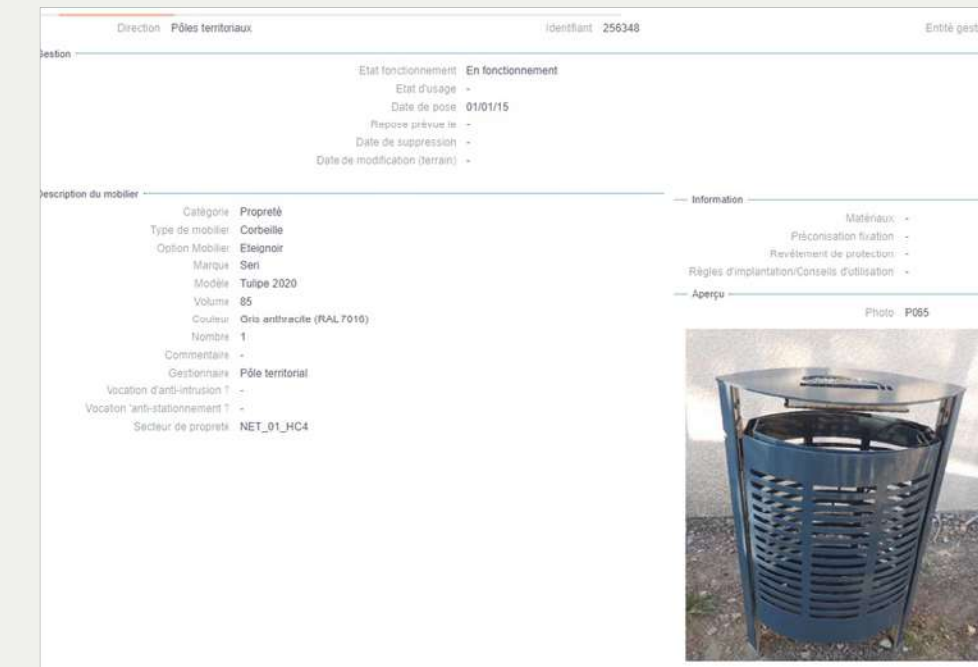 Direction Pôles territoriaux Identifiant 256348 Entité gest
Gestion
Etat fonctionnement En fonctionnement
Etat d'usage -
Date de pose 01/01/15
Repose prévue le -
Date de suppression -
Date de modification (terrain) -
Description du mobilier
Catégorie Propreté
Type de mobilier Corbeille
Option Mobilier Eteignoir
Marque Seri
Modèle Tulipe 2020
Volume 85
Couleur Gris anthracite (RAL 7016)
Nombre 1
Commentaire -
Gestionnaire Pôle territorial
Vocation d'anti-intrusion ? -
Vocation 'anti-stationnement ? -
Secteur de propreté NET_01_HC4
Information
Matériaux -
Préconisation fixation -
Revêtement de protection -
Règles d'implantation/Conseils d'utilisation -
Aperçu
Photo P065